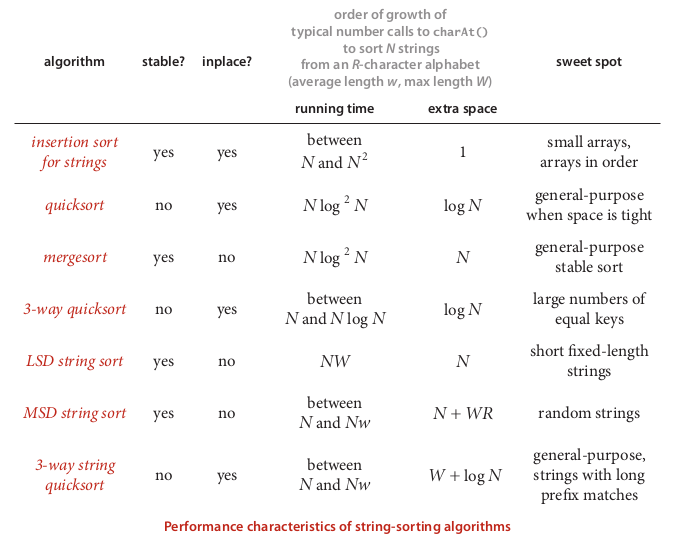 order of growth of
typical number calls to charAt()
to sort N strings
from an R-character alphabet
(average length w, max length W)
algorithm stable? inplace? sweet spot
running time extra space
insertion sort
for strings
yes yes
between
N and N²
1
small arrays,
arrays in order
quicksort no yes N log ² N log N
general-purpose
when space is tight
mergesort yes no N log ² N N
general-purpose
stable sort
3-way quicksort no yes
between
N and N log N
log N
large numbers of
equal keys
LSD string sort yes no NW N
short fixed-length
strings
MSD string sort yes no
between
N and Nw
N + WR random strings
3-way string
quicksort
no yes
between
N and Nw
W + log N
general-purpose,
strings with long
prefix matches
Performance characteristics of string-sorting algorithms